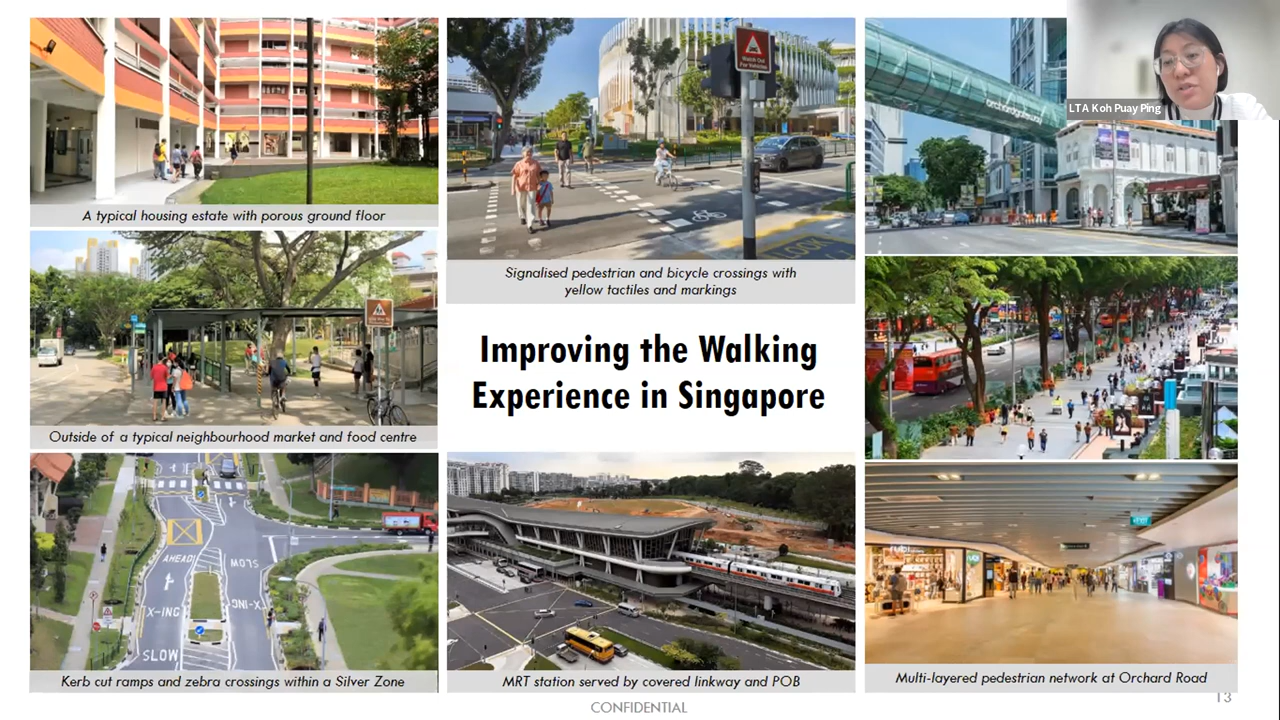 LTA Koh Puay Ping
A typical housing estate with porous ground floor
Watch Out
For Vehicles
LOOK
Signalised pedestrian and bicycle crossings with
yellow tactiles and markings
orchardgateway
Outside of a typical neighbourhood market and food centre
Improving the Walking
Experience in Singapore
AHEAD
SLOW
X-ING
X-ING
SLOW
Kerb cut ramps and zebra crossings within a Silver Zone
MRT station served by covered linkway and POB
Multi-layered pedestrian network at Orchard Road
CONFIDENTIAL
13